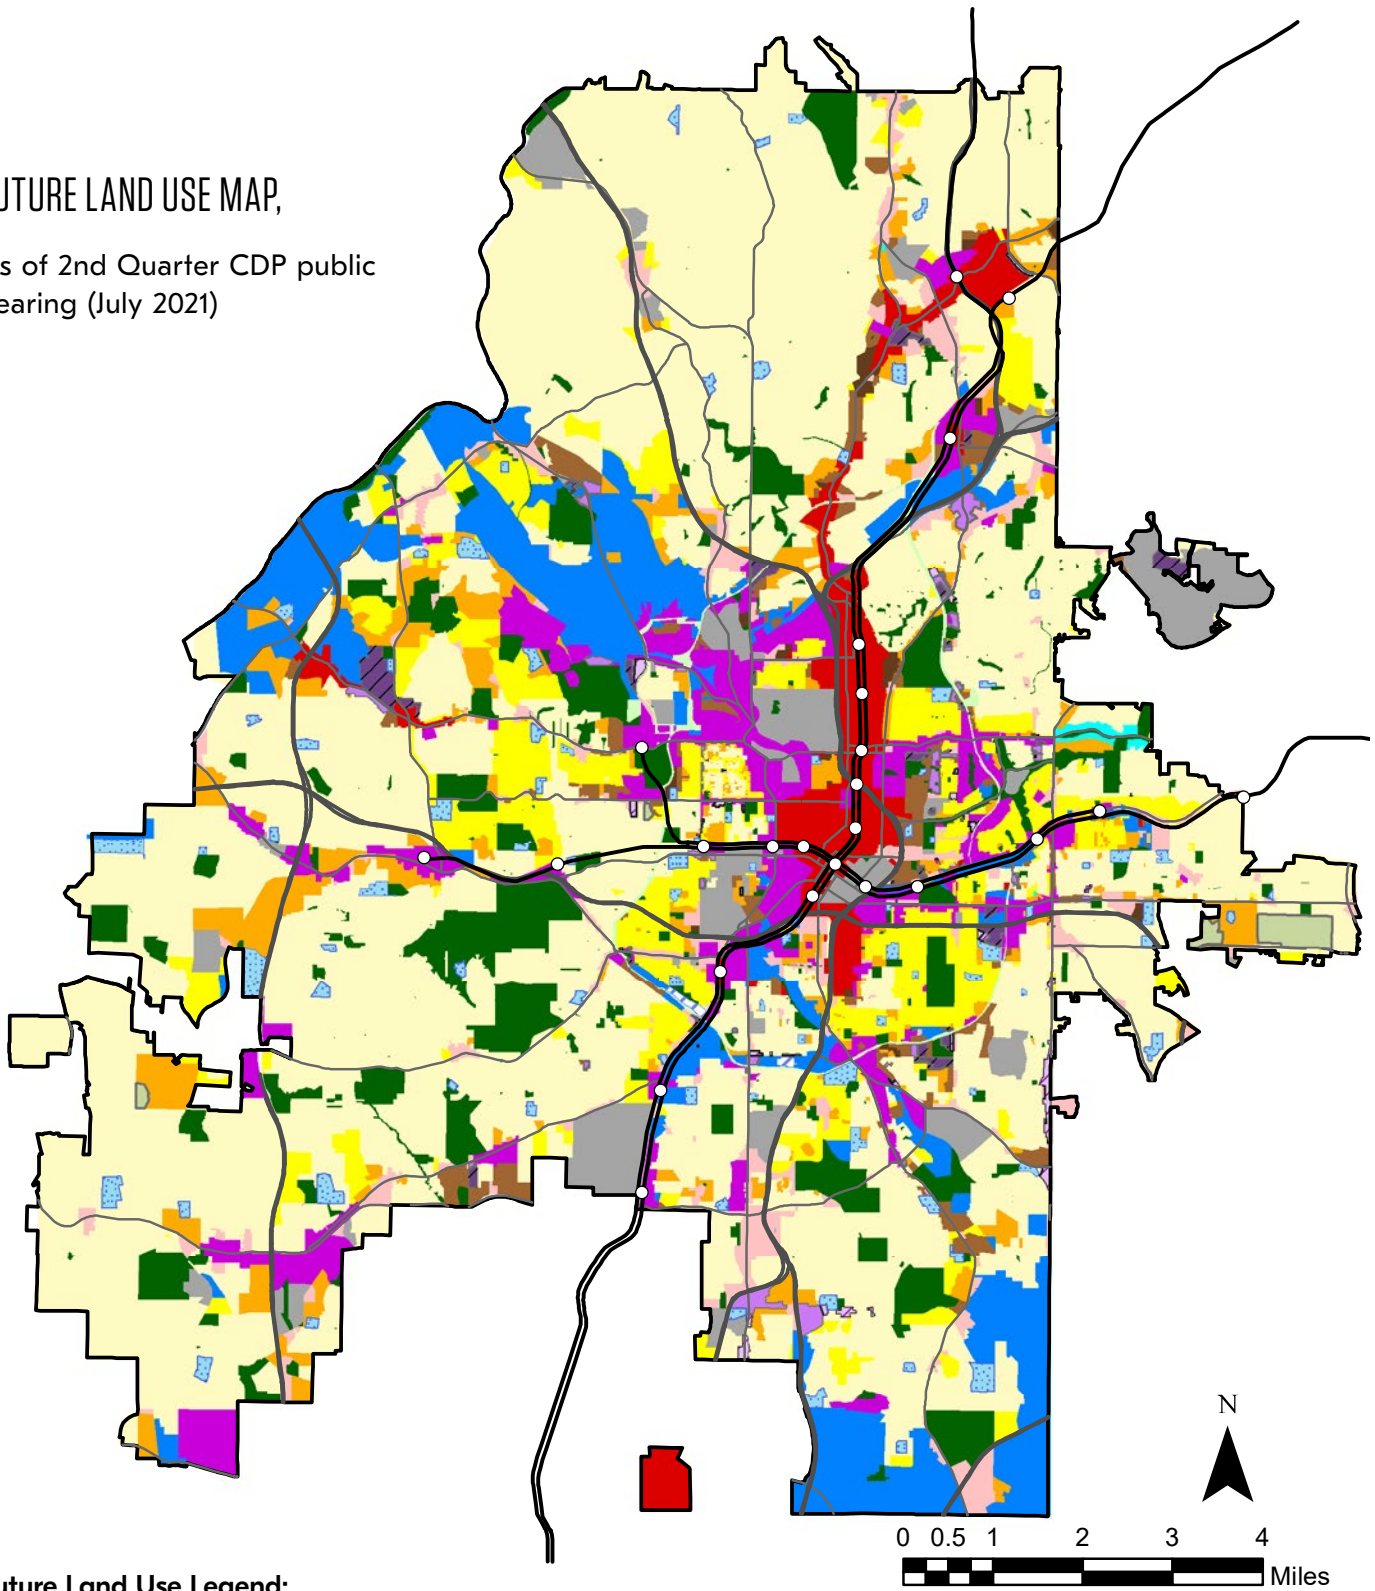 UTURE LAND USE MAP,
s of 2nd Quarter CDP public
earing (July 2021)
N
0 0.5 1 2 3 4
Miles
uture Land Use Legend: